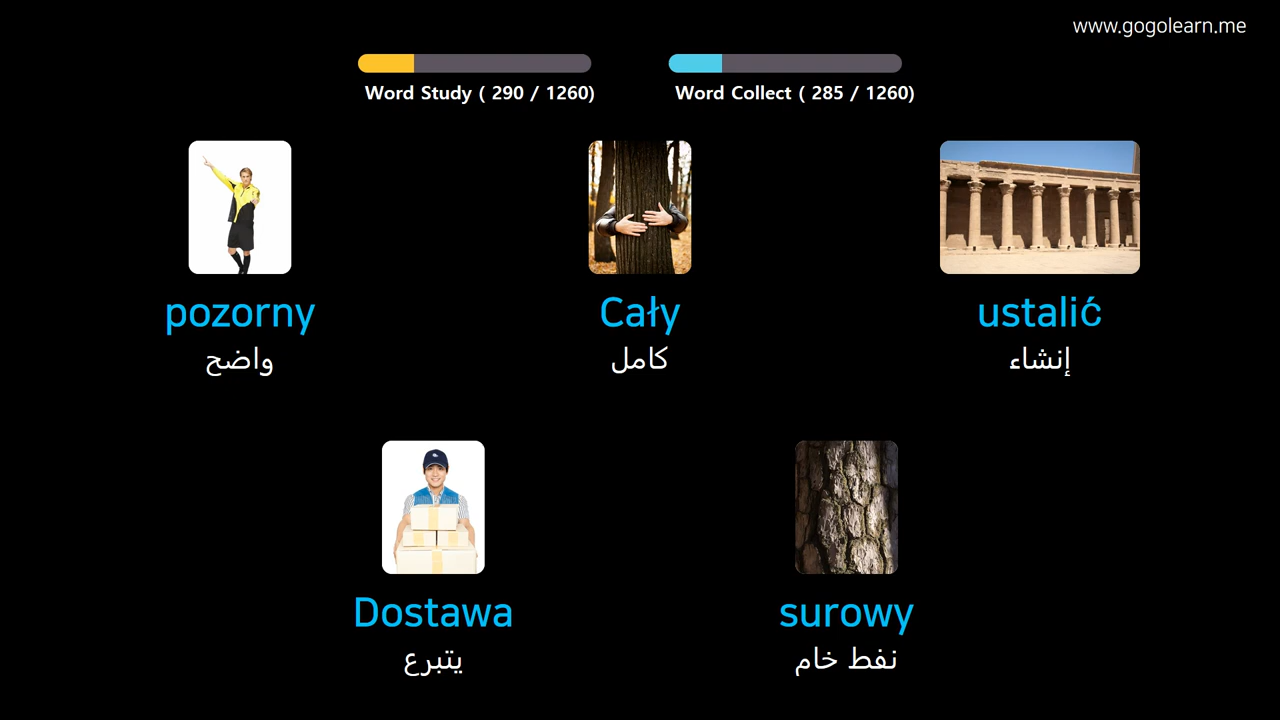 www.gogolearn.me
Word Study ( 290 / 1260)
Word Collect ( 285 / 1260)
pozorny
واضح
Cały
كامل
ustalić
إنشاء
Dostawa
يتبرع
surowy
نفط خام